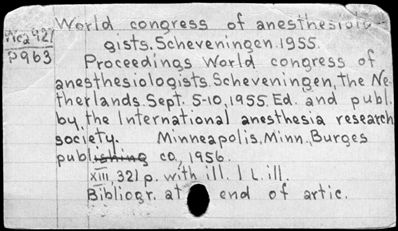 World congress of anesthesiolo-
gists. Scheveningen. 1955.
P963
Proceedings World congress of
anesthesiologists. Scheveningen, the Ne-
therlands. Sept. 5-10, 1955. Ed. and publ.
by the International anesthesia research
society. Minneapolis, Minn. Burges
publishing co, 1956.
XIII, 321 p. with ill. 1 L. ill.
Bibliogr. at end of artic.